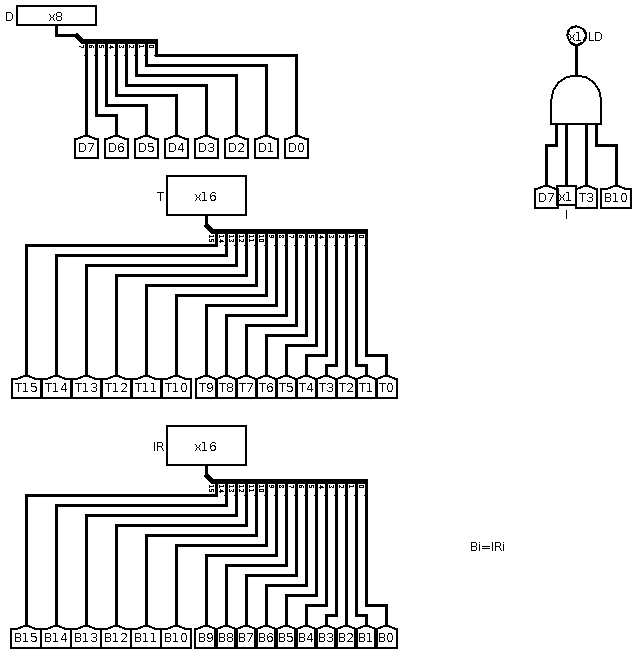 D x8
7 6 5 4 3 2 1 0
D7 D6 D5 D4 D3 D2 D1 D0
x1 LD
D7 x1 T3 B10
I
T x16
15 14 13 12 11 10 9 8 7 6 5 4 3 2 1 0
T15 T14 T13 T12 T11 T10 T9 T8 T7 T6 T5 T4 T3 T2 T1 T0
IR x16
15 14 13 12 11 10 9 8 7 6 5 4 3 2 1 0
Bi=IRi
B15 B14 B13 B12 B11 B10 B9 B8 B7 B6 B5 B4 B3 B2 B1 B0